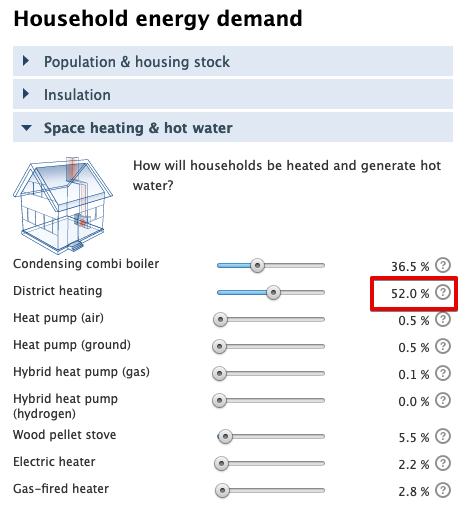 Household energy demand
Population & housing stock
Insulation
Space heating & hot water
How will households be heated and generate hot
water?
Condensing combi boiler 36.5 % ?
District heating 52.0 % ?
Heat pump (air) 0.5 % ?
Heat pump (ground) 0.5 % ?
Hybrid heat pump (gas) 0.1 % ?
Hybrid heat pump
(hydrogen) 0.0 % ?
Wood pellet stove 5.5 % ?
Electric heater 2.2 % ?
Gas-fired heater 2.8 % ?